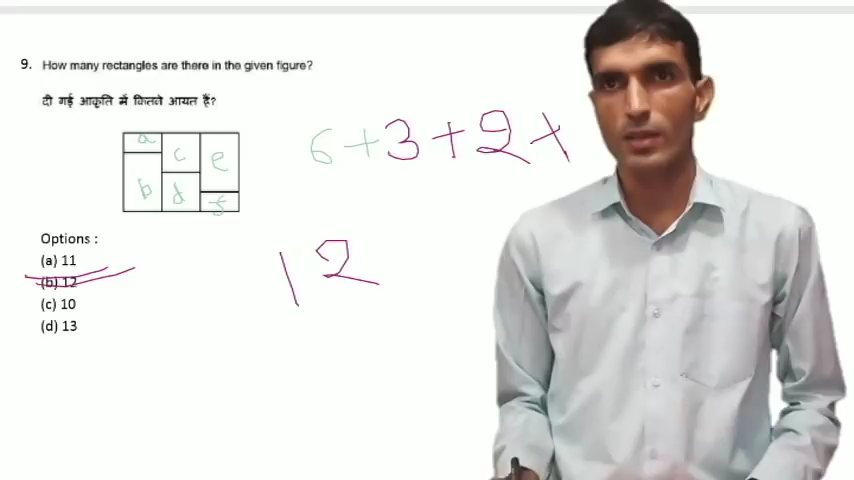 9. How many rectangles are there in the given figure?
दी गई आकृति में कितने आयत हैं?
a
c
e
b
d
f
6+3+2+
Options :
(a) 11
(b) 12
(c) 10
(d) 13
12